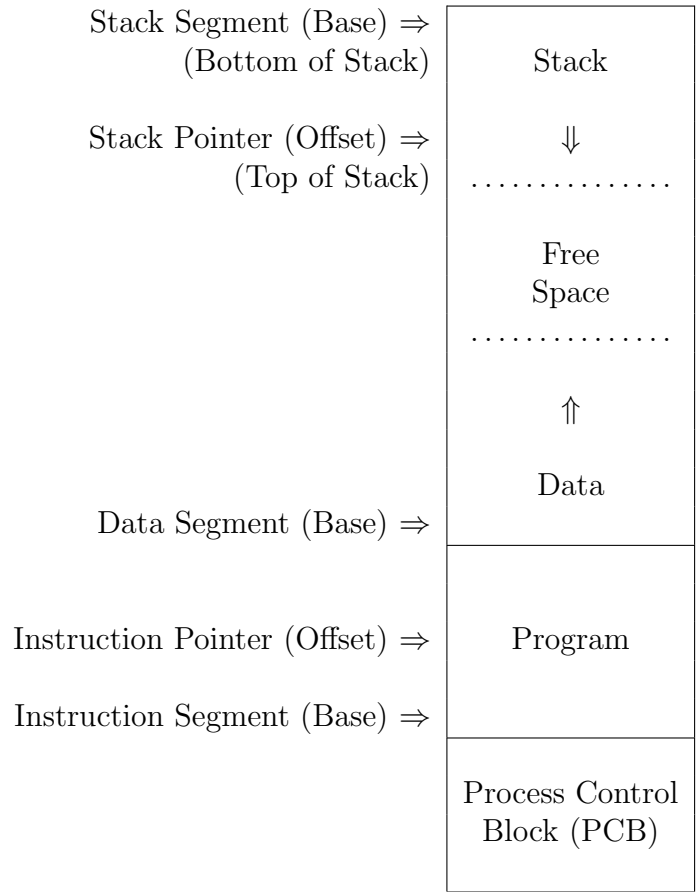 Stack Segment (Base) ⇒
(Bottom of Stack)
Stack
Stack Pointer (Offset) ⇒
(Top of Stack)
⇓
...............
Free
Space
...............
⇑
Data
Data Segment (Base) ⇒
Instruction Pointer (Offset) ⇒
Program
Instruction Segment (Base) ⇒
Process Control
Block (PCB)